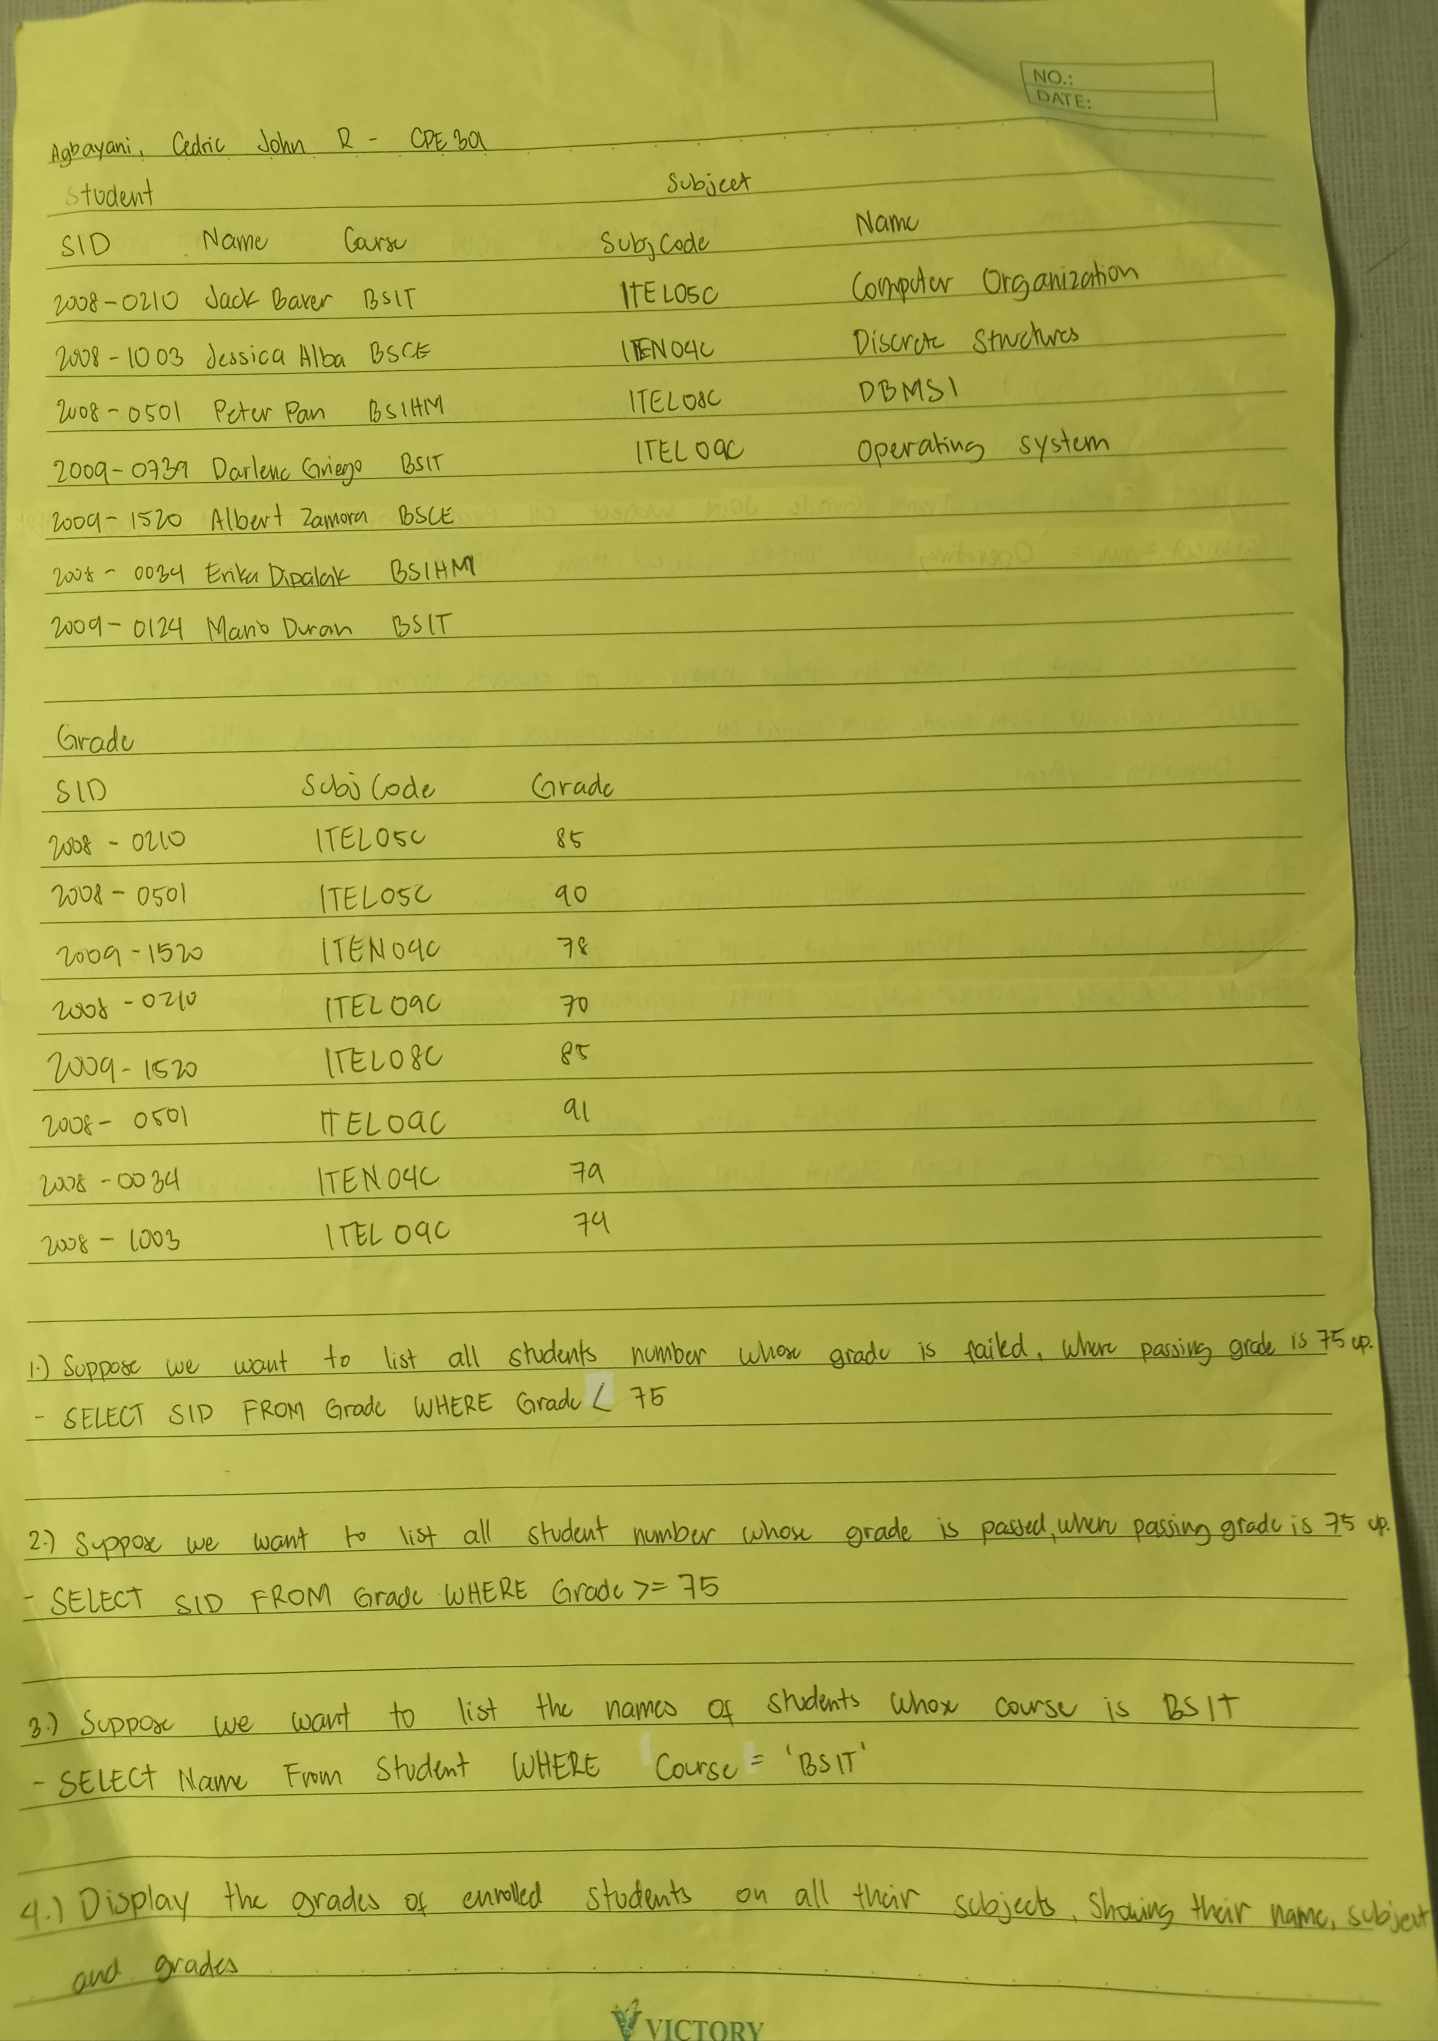 NO.:
DATE:
Agbayani, Cedric John R - CPE 3A
Student Subject
SID Name Course SubjCode Name
2008-0210 Jack Baver BSIT ITEL05C Computer Organization
2008-1003 Jessica Alba BSCE ITEN04C Discrete Structures
2008-0501 Peter Pan BSIHM ITEL08C DBMS1
2009-0739 Darlene Griego BSIT ITEL09C Operating system
2009-1520 Albert Zamora BSCE
2008-0034 Erika Dipalak BSIHM
2009-0124 Mario Duran BSIT
Grade
SID Subj Code Grade
2008-0210 ITEL05C 85
2008-0501 ITEL05C 90
2009-1520 ITEN04C 78
2008-0210 ITEL09C 70
2009-1520 ITEL08C 85
2008-0501 ITEL09C 91
2008-0034 ITEN04C 79
2008-1003 ITEL09C 74
1.) Suppose we want to list all students number whose grade is failed, where passing grade is 75 up.
- SELECT SID FROM Grade WHERE Grade < 75
2.) Suppose we want to list all student number whose grade is passed, where passing grade is 75 up.
- SELECT SID FROM Grade WHERE Grade >= 75
3.) Suppose we want to list the names of students whose course is BSIT
- SELECT Name From Student WHERE Course = 'BSIT'
4.) Display the grades of enrolled students on all their subjects, showing their name, subject
and grades
VICTORY